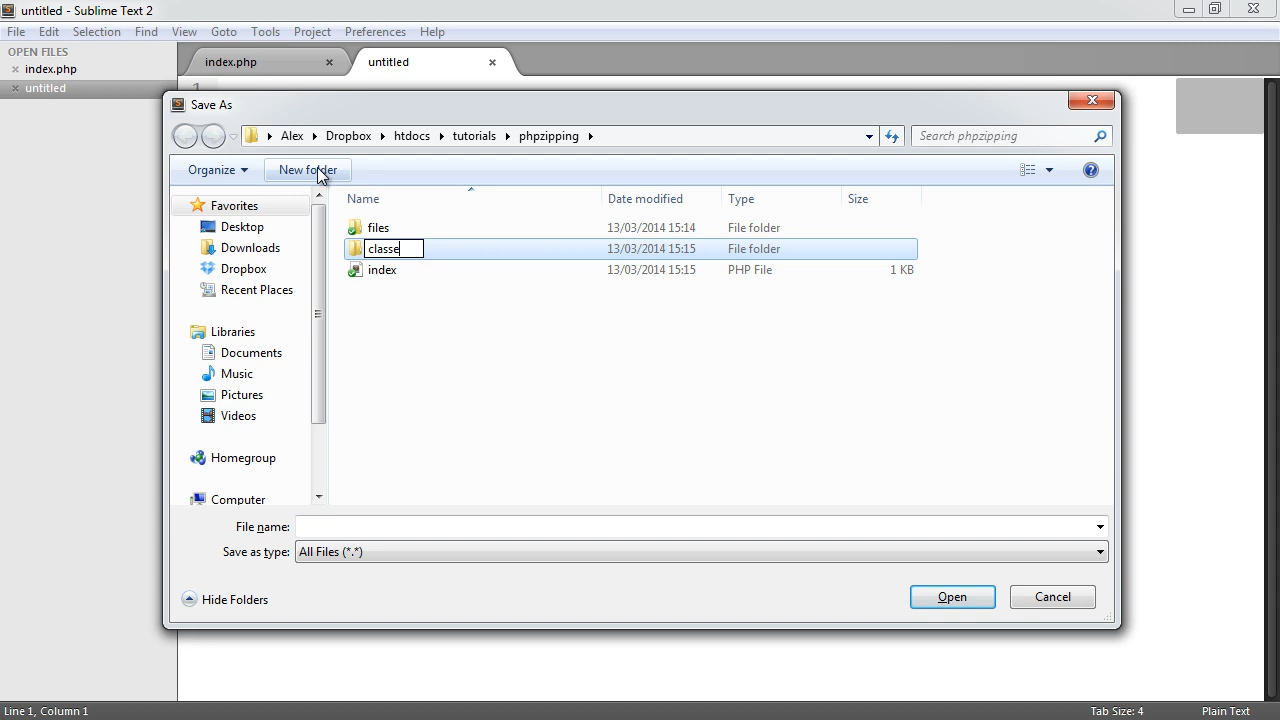 untitled - Sublime Text 2
File Edit Selection Find View Goto Tools Project Preferences Help
OPEN FILES
index.php
untitled
index.php
untitled
1
Save As
Alex Dropbox htdocs tutorials phpzipping
Search phpzipping
Organize
New folder
Name Date modified Type Size
Favorites
Desktop
Downloads
Dropbox
Recent Places
Libraries
Documents
Music
Pictures
Videos
Homegroup
Computer
files 13/03/2014 15:14 File folder
classe 13/03/2014 15:15 File folder
index 13/03/2014 15:15 PHP File 1 KB
File name:
Save as type: All Files (*.*)
Hide Folders
Open
Cancel
Line 1, Column 1
Tab Size: 4
Plain Text